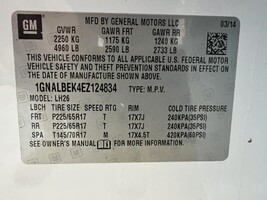 GM
MFD BY GENERAL MOTORS LLC
03/14
GVWR GAWR FRT GAWR RR
2250 KG 1175 KG 1240 KG
4960 LB 2590 LB 2733 LB
THIS VEHICLE CONFORMS TO ALL APPLICABLE U.S. FEDERAL MOTOR
VEHICLE SAFETY AND THEFT PREVENTION STANDARDS IN EFFECT
ON THE DATE OF MANUFACTURE SHOWN ABOVE.
1GNALBEK4EZ124834 TYPE: M.P.V.
MODEL: LH26
LBCH TIRE SIZE SPEED RTG RIM COLD TIRE PRESSURE
FRT P225/65R17 T 17X7J 240KPA(35PSI)
RR P225/65R17 T 17X7J 240KPA(35PSI)
SPA T145/70R17 M 17X4.5T 420KPA(60PSI)
SEE OWNER'S MANUAL FOR MORE INFORMATION.